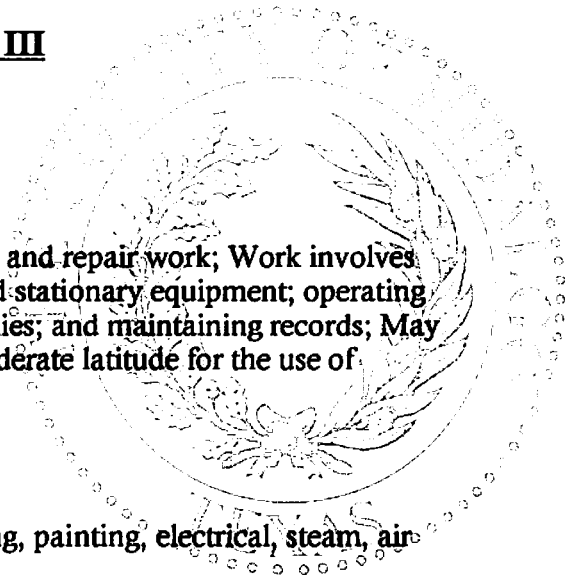 III
and repair work; Work involves
stationary equipment; operating
ies; and maintaining records; May
derate latitude for the use of
TEXAS
g, painting, electrical, steam, air